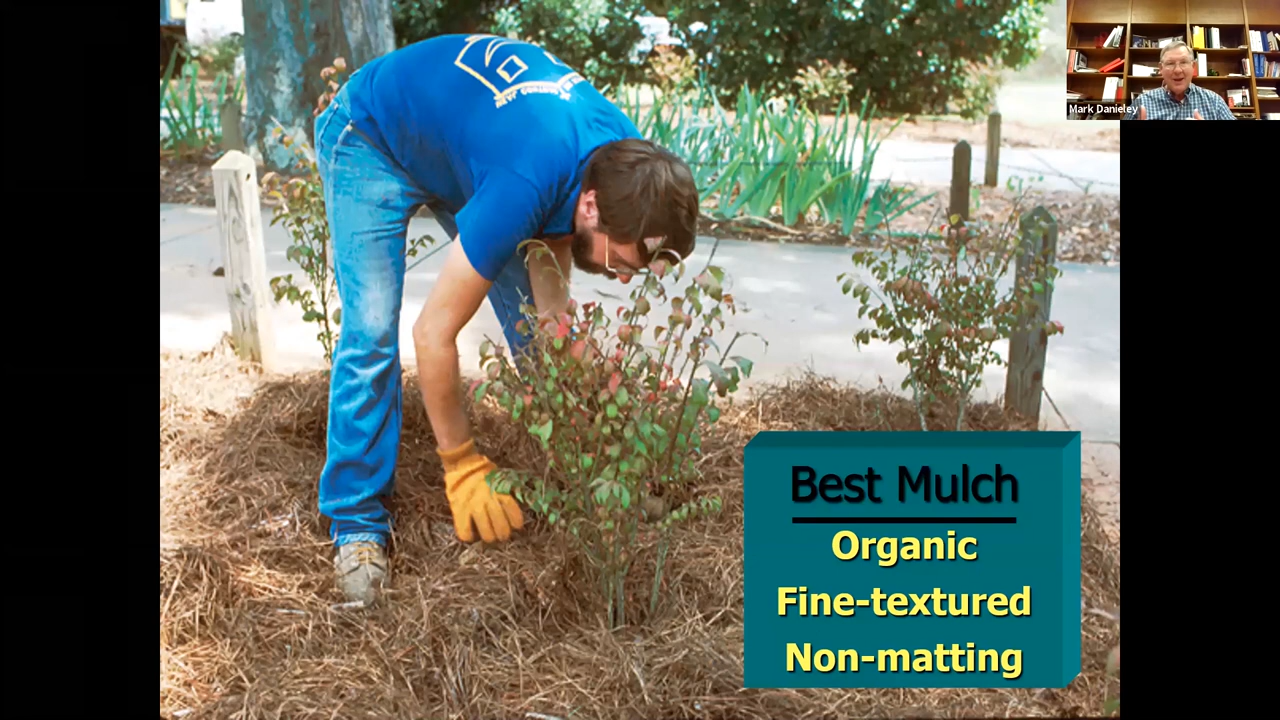 Mark Danieley
Best Mulch
Organic
Fine-textured
Non-matting